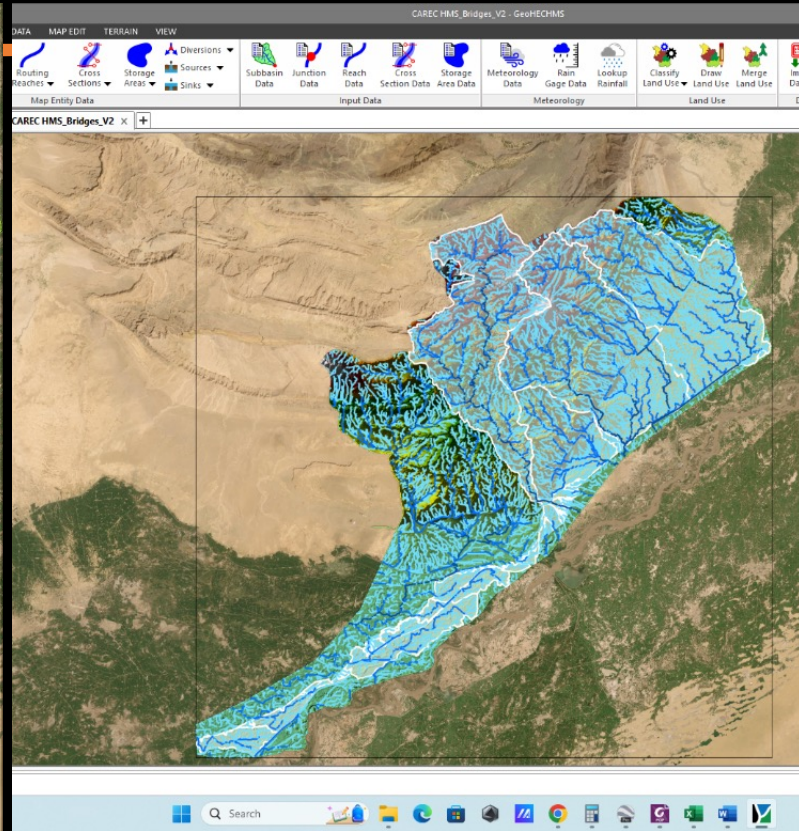 CAREC HMS_Bridges_V2 - GeoHECHMS
DATA MAP EDIT TERRAIN VIEW
Routing Reaches
Cross Sections
Storage Areas
Diversions
Sources
Sinks
Map Entity Data
Subbasin Data
Junction Data
Reach Data
Cross Section Data
Storage Area Data
Input Data
Meteorology Data
Rain Gage Data
Lookup Rainfall
Meteorology
Classify Land Use
Draw Land Use
Merge Land Use
Land Use
CAREC HMS_Bridges_V2 × +
Search